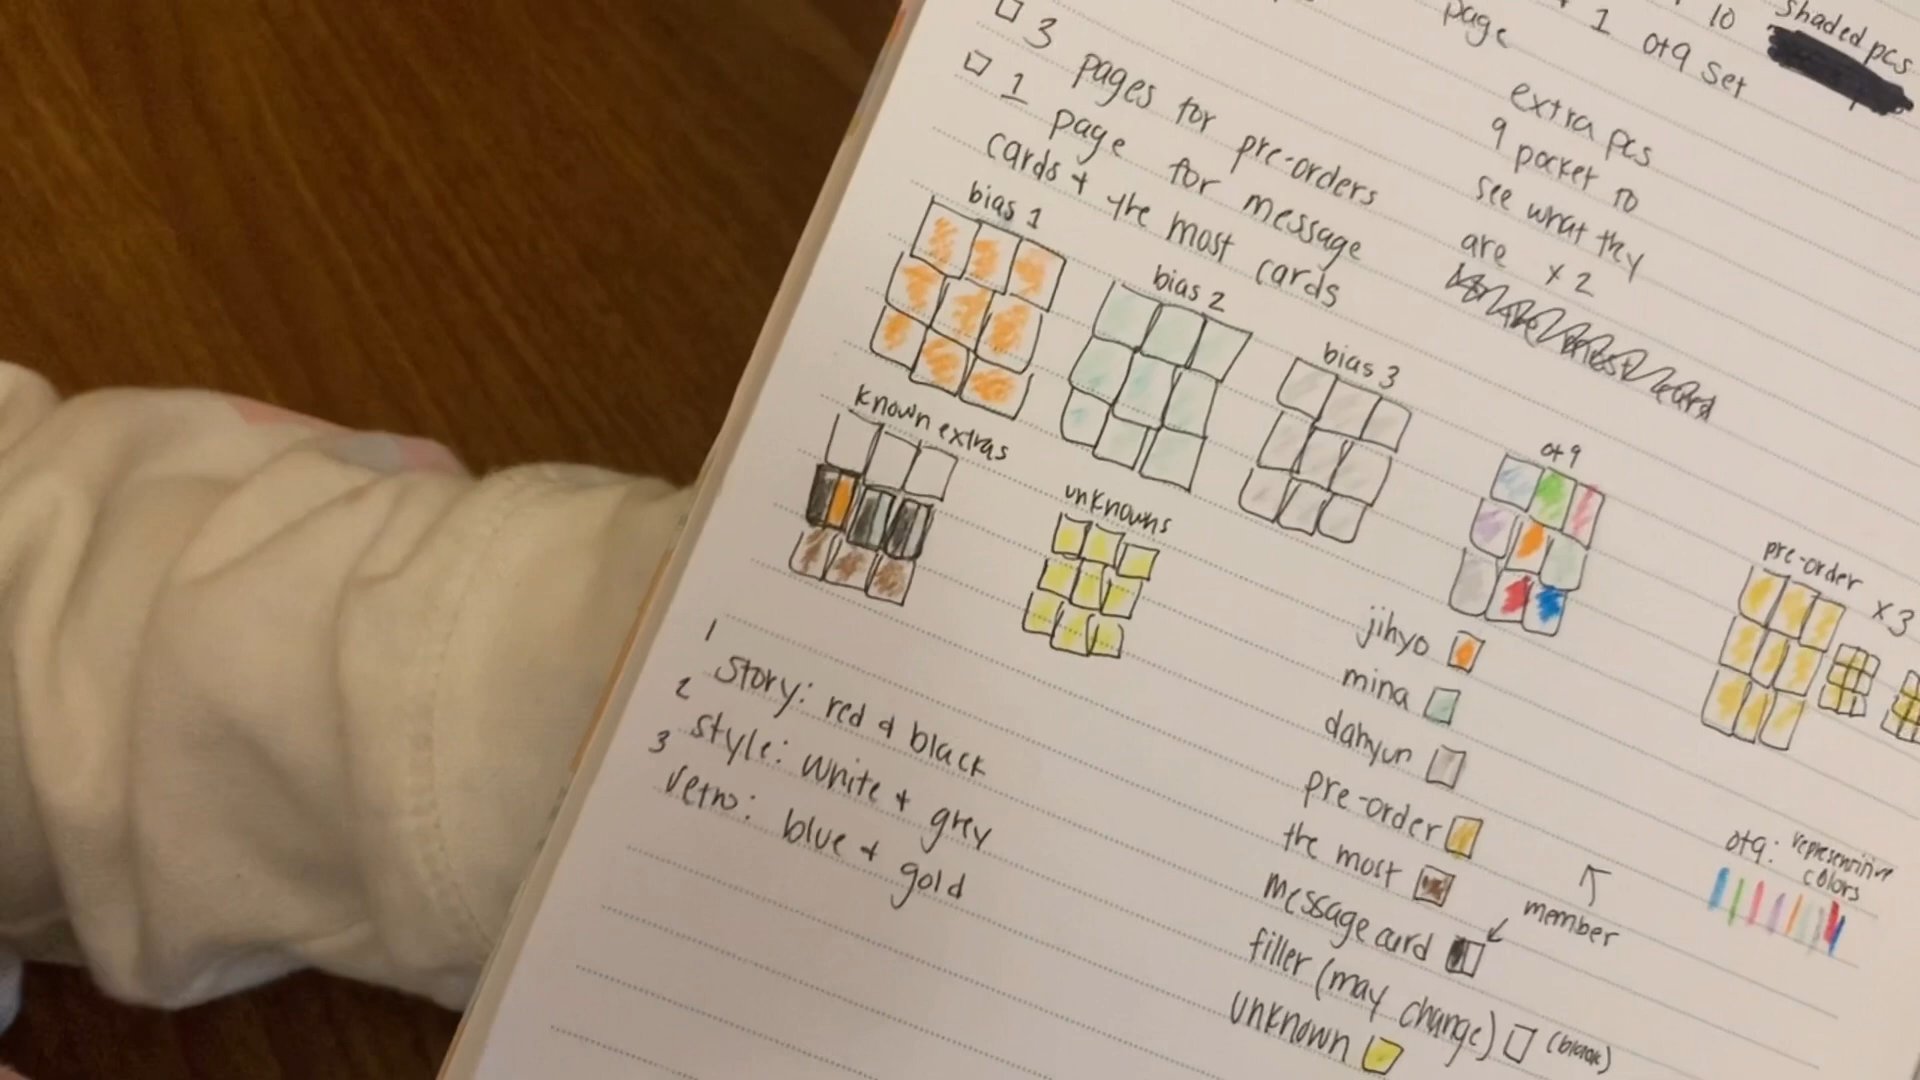 3 pages for pre-orders
1 page for message
cards + the most cards
page
1 ot9 set
10 shaded pcs
extra pcs
9 pocket to
see what they
are x2
bias 1
bias 2
bias 3
ot9
known extras
unknowns
pre-order x3
1 story: red & black
2 style: white + grey
3 retro: blue + gold
jihyo
mina
dahyun
pre-order
the most
message card
filler (may change) (blank)
unknown
member
ot9: 
colors